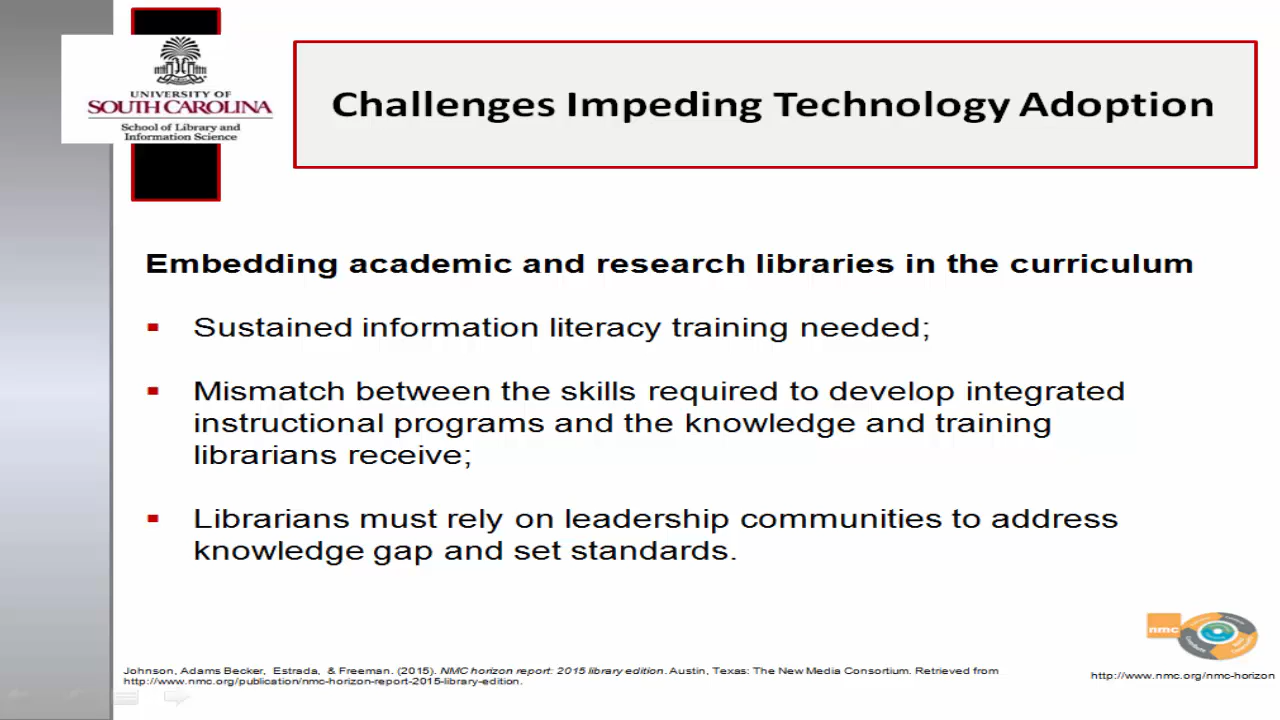 UNIVERSITY OF
SOUTH CAROLINA
School of Library and
Information Science
Challenges Impeding Technology Adoption
Embedding academic and research libraries in the curriculum
▪ Sustained information literacy training needed;
▪ Mismatch between the skills required to develop integrated
instructional programs and the knowledge and training
librarians receive;
▪ Librarians must rely on leadership communities to address
knowledge gap and set standards.
nmc
Johnson, Adams Becker, Estrada, & Freeman. (2015). NMC horizon report: 2015 library edition. Austin, Texas: The New Media Consortium. Retrieved from
http://www.nmc.org/publication/nmc-horizon-report-2015-library-edition.
. http://www.nmc.org/nmc-horizon